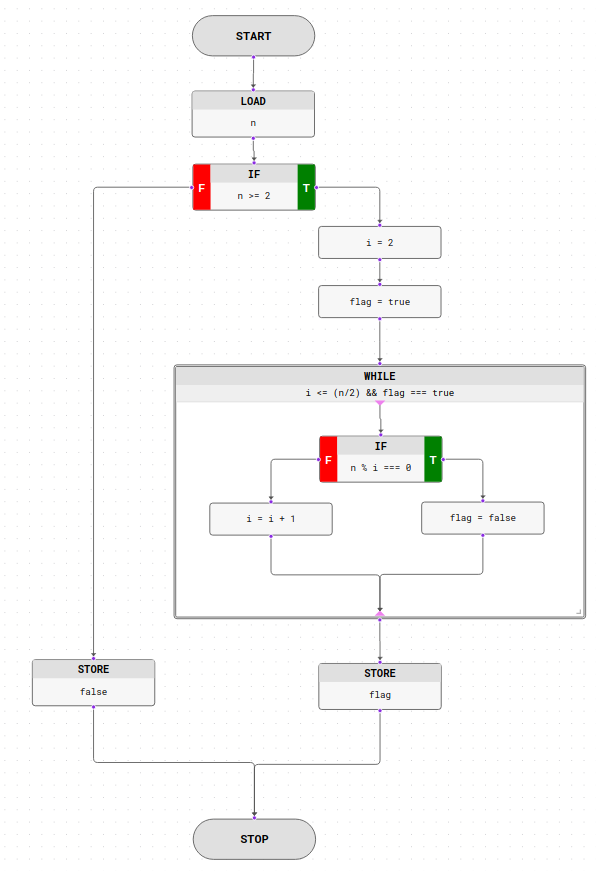 START
LOAD
n
IF
F
n >= 2
T
i = 2
flag = true
WHILE
i <= (n/2) && flag === true
IF
F
n % i === 0
T
i = i + 1
flag = false
STORE
false
STORE
flag
STOP